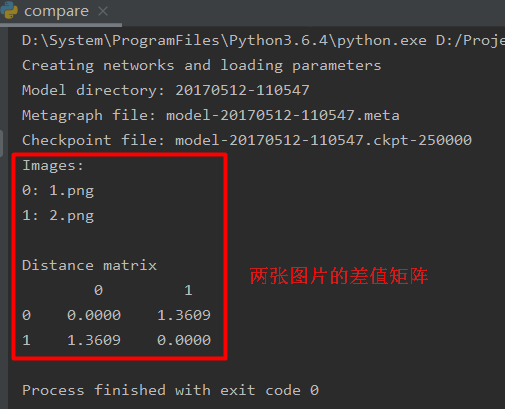 compare
D:\System\ProgramFiles\Python3.6.4\python.exe D:/Proje
Creating networks and loading parameters
Model directory: 20170512-110547
Metagraph file: model-20170512-110547.meta
Checkpoint file: model-20170512-110547.ckpt-250000
Images:
0: 1.png
1: 2.png
Distance matrix
0 1
两张图片的差值矩阵
0 0.0000 1.3609
1 1.3609 0.0000
Process finished with exit code 0